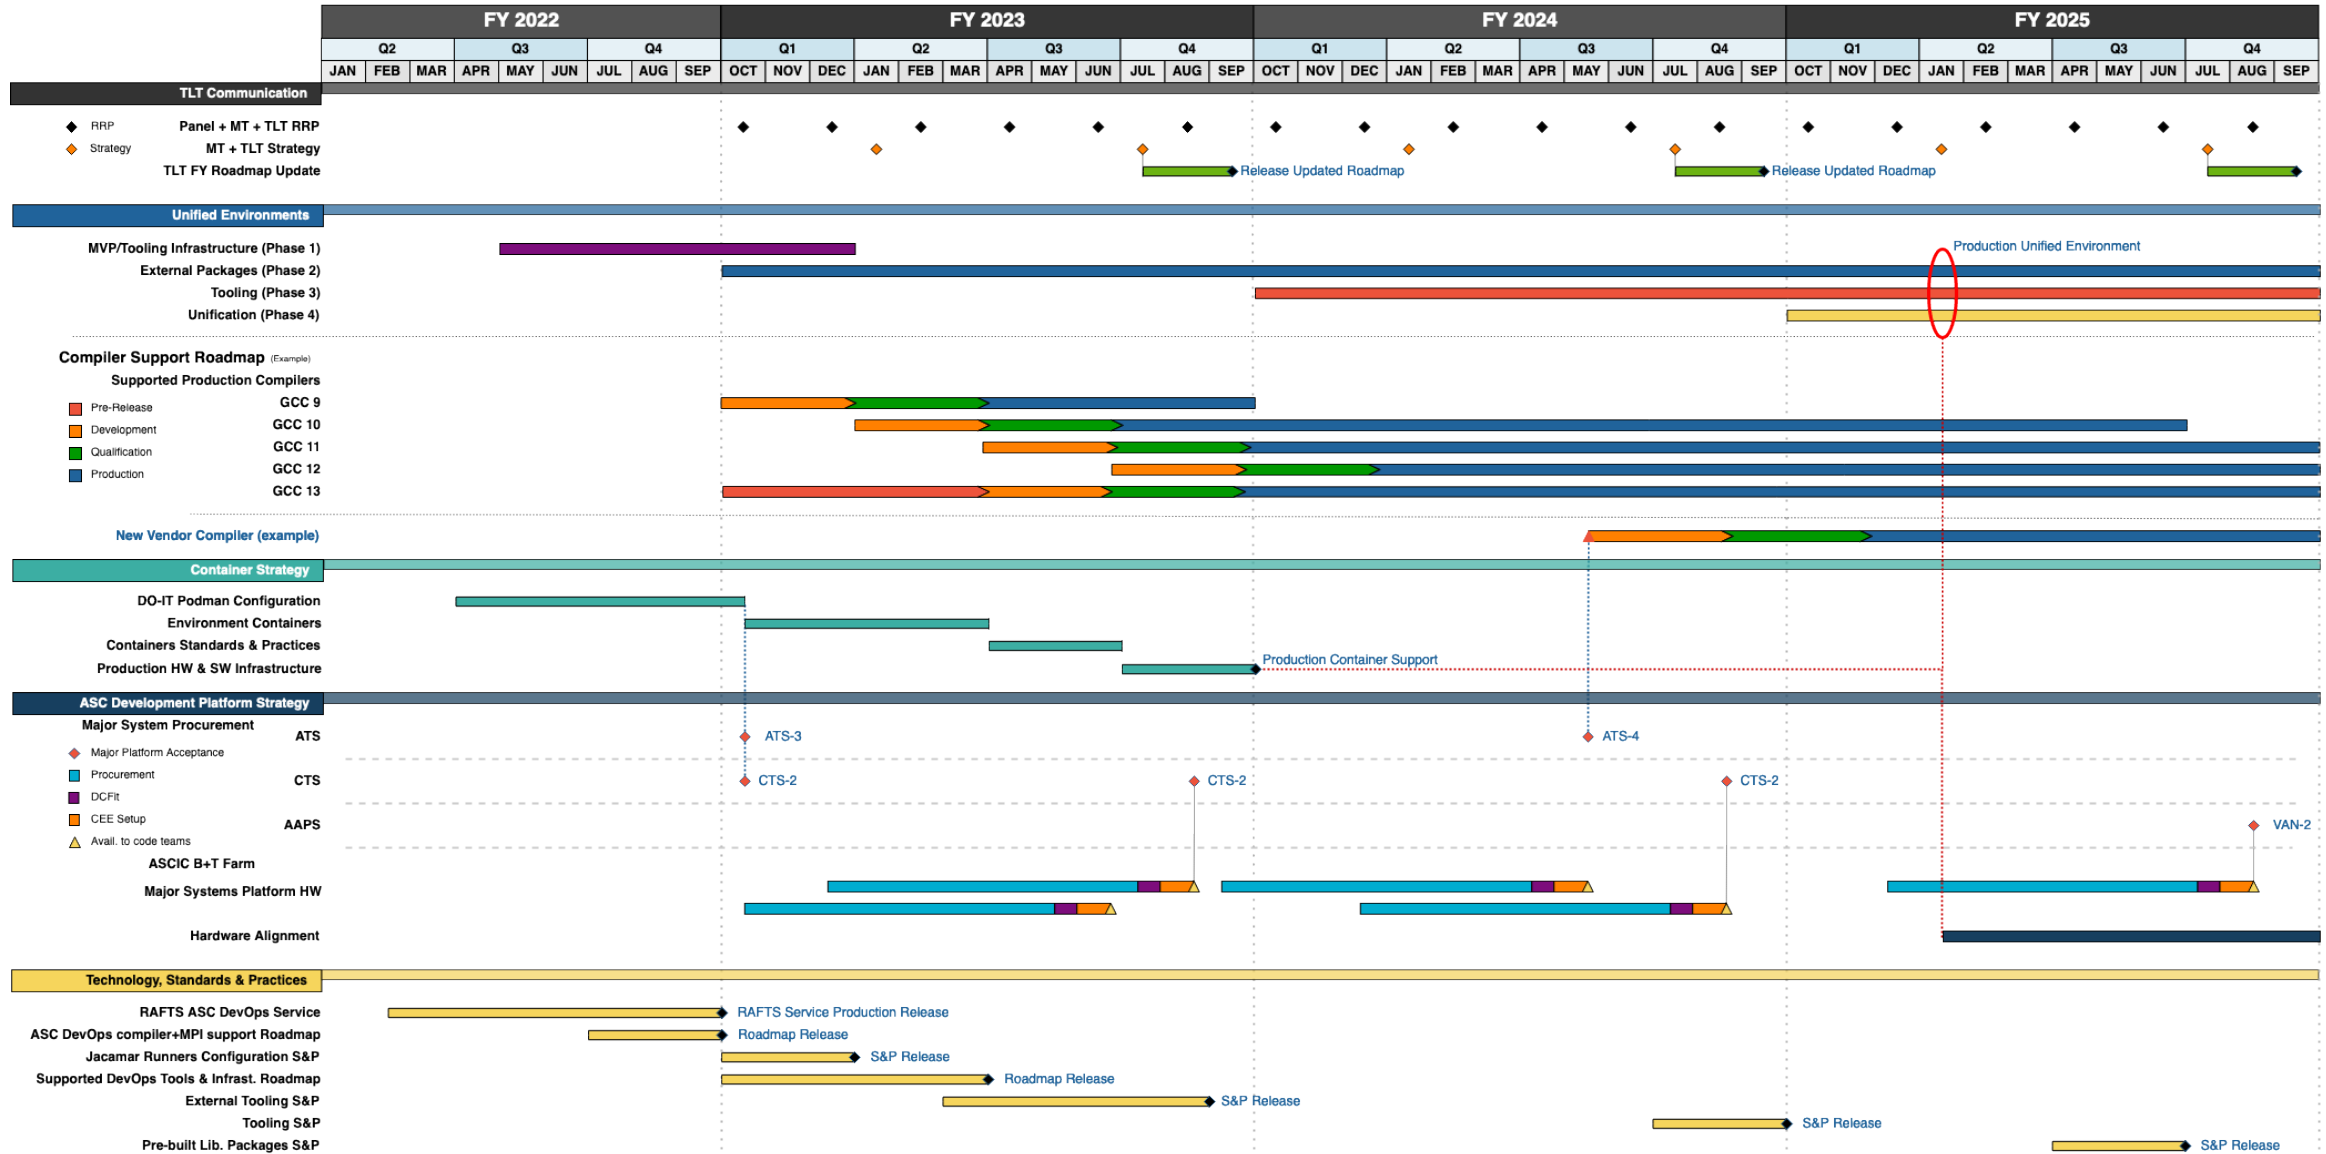 FY 2022 FY 2023 FY 2024 FY 2025
Q2 Q3 Q4 Q1 Q2 Q3 Q4 Q1 Q2 Q3 Q4 Q1 Q2 Q3 Q4
JAN FEB MAR APR MAY JUN JUL AUG SEP OCT NOV DEC JAN FEB MAR APR MAY JUN JUL AUG SEP OCT NOV DEC JAN FEB MAR APR MAY JUN JUL AUG SEP OCT NOV DEC JAN FEB MAR APR MAY JUN JUL AUG SEP
TLT Communication
RRP Panel + MT + TLT RRP
Strategy MT + TLT Strategy
TLT FY Roadmap Update Release Updated Roadmap Release Updated Roadmap
Unified Environments
MVP/Tooling Infrastructure (Phase 1) Production Unified Environment
External Packages (Phase 2)
Tooling (Phase 3)
Unification (Phase 4)
Compiler Support Roadmap (Example)
Supported Production Compilers
Pre-Release GCC 9
Development GCC 10
Qualification GCC 11
Production GCC 12
GCC 13
New Vendor Compiler (example)
Container Strategy
DO-IT Podman Configuration
Environment Containers
Containers Standards & Practices
Production HW & SW Infrastructure Production Container Support
ASC Development Platform Strategy
Major System Procurement
ATS ATS-3 ATS-4
Major Platform Acceptance
Procurement CTS CTS-2 CTS-2 CTS-2
DCFit
CEE Setup AAPS VAN-2
Avail. to code teams
ASCIC B+T Farm
Major Systems Platform HW
Hardware Alignment
Technology, Standards & Practices
RAFTS ASC DevOps Service RAFTS Service Production Release
ASC DevOps compiler+MPI support Roadmap Roadmap Release
Jacamar Runners Configuration S&P S&P Release
Supported DevOps Tools & Infrast. Roadmap Roadmap Release
External Tooling S&P S&P Release
Tooling S&P S&P Release
Pre-built Lib. Packages S&P S&P Release